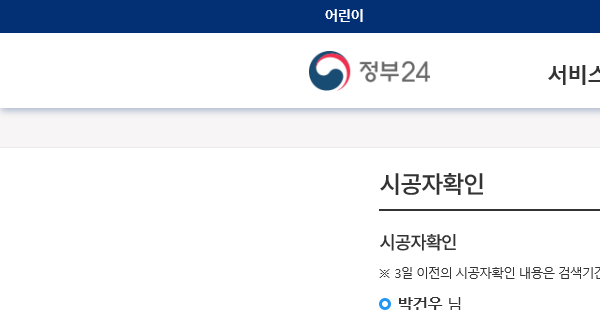 어린이
정부24
서비스
시공자확인
시공자확인
※ 3일 이전의 시공자확인 내용은 검색기간
박건우 님